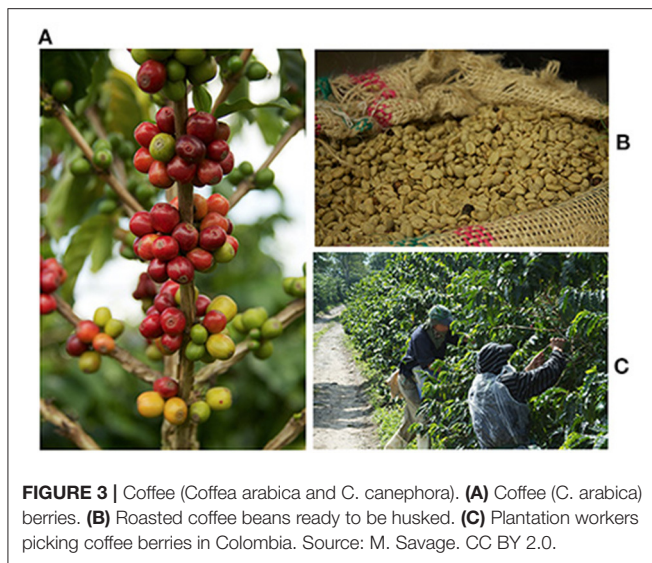 A
B
C
FIGURE 3 | Coffee (Coffea arabica and C. canephora). (A) Coffee (C. arabica)
berries. (B) Roasted coffee beans ready to be husked. (C) Plantation workers
picking coffee berries in Colombia. Source: M. Savage. CC BY 2.0.